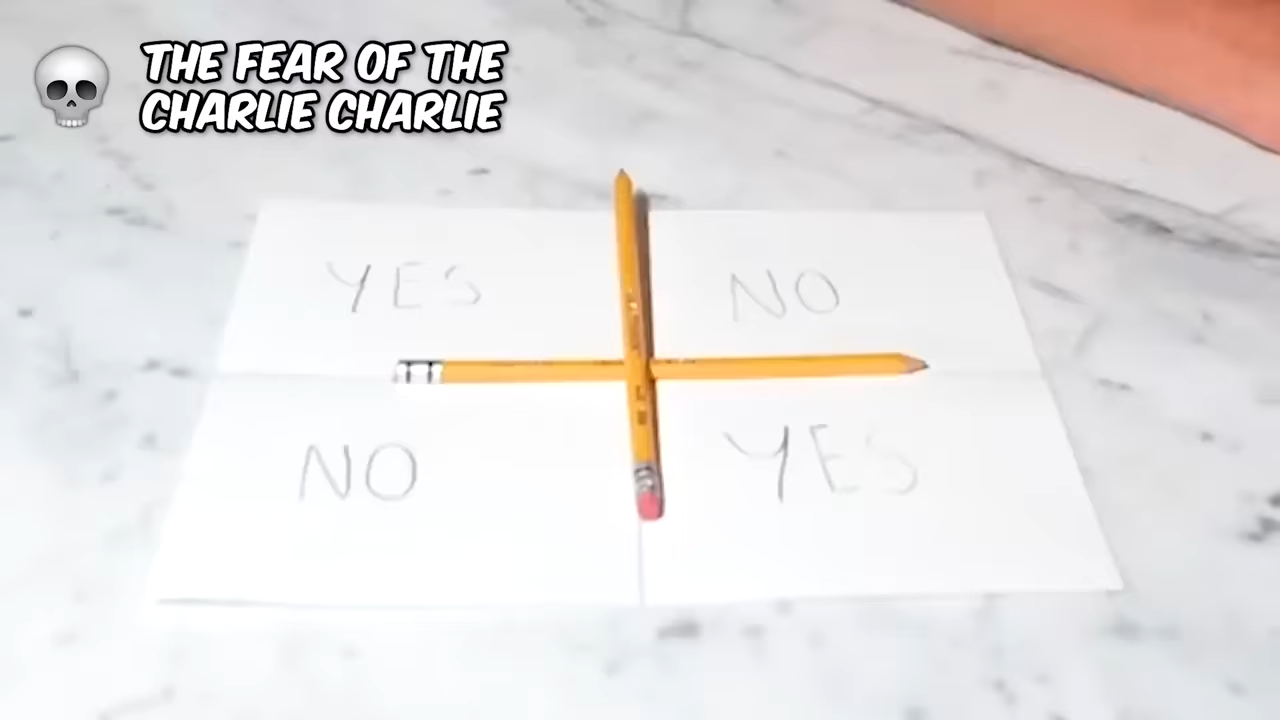 THE FEAR OF THE
CHARLIE CHARLIE
YES NO
NO YES